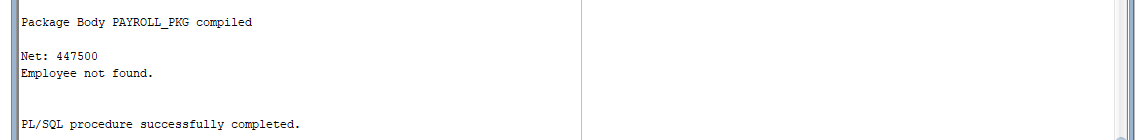 Package Body PAYROLL_PKG compiled
Net: 447500
Employee not found.
PL/SQL procedure successfully completed.